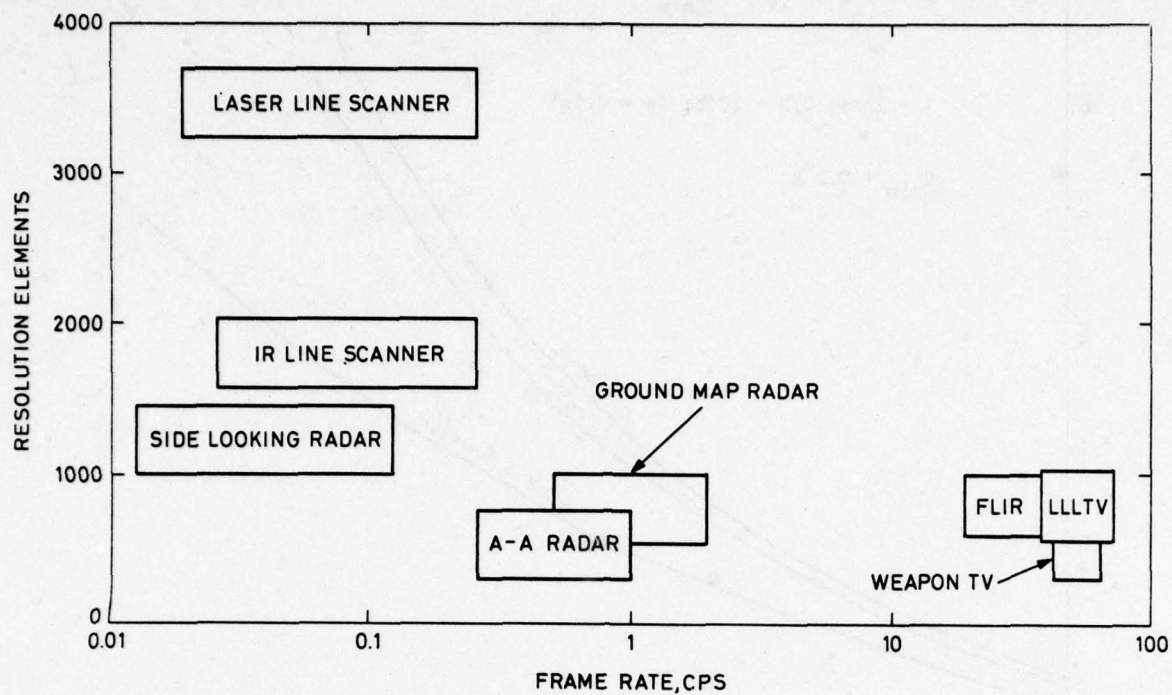 4000
3000
2000
1000
0
RESOLUTION ELEMENTS
LASER LINE SCANNER
IR LINE SCANNER
SIDE LOOKING RADAR
GROUND MAP RADAR
A-A RADAR
FLIR
LLLTV
WEAPON TV
0.01
0.1
1
10
100
FRAME RATE, CPS